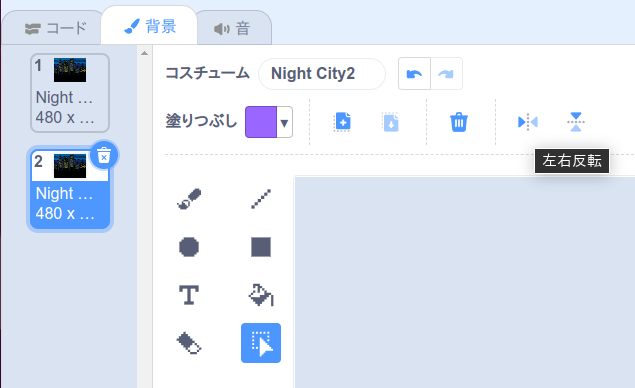 コード 背景 音
1
Night ...
480 x ...
2
Night ...
480 x ...
コスチューム Night City2
塗りつぶし
左右反転
T